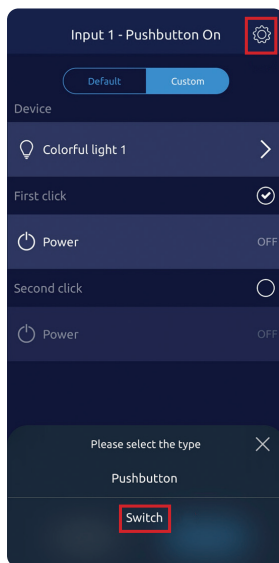 Input 1 - Pushbutton On
Default Custom
Device
Colorful light 1
First click
Power OFF
Second click
Power OFF
Please select the type
Pushbutton
Switch